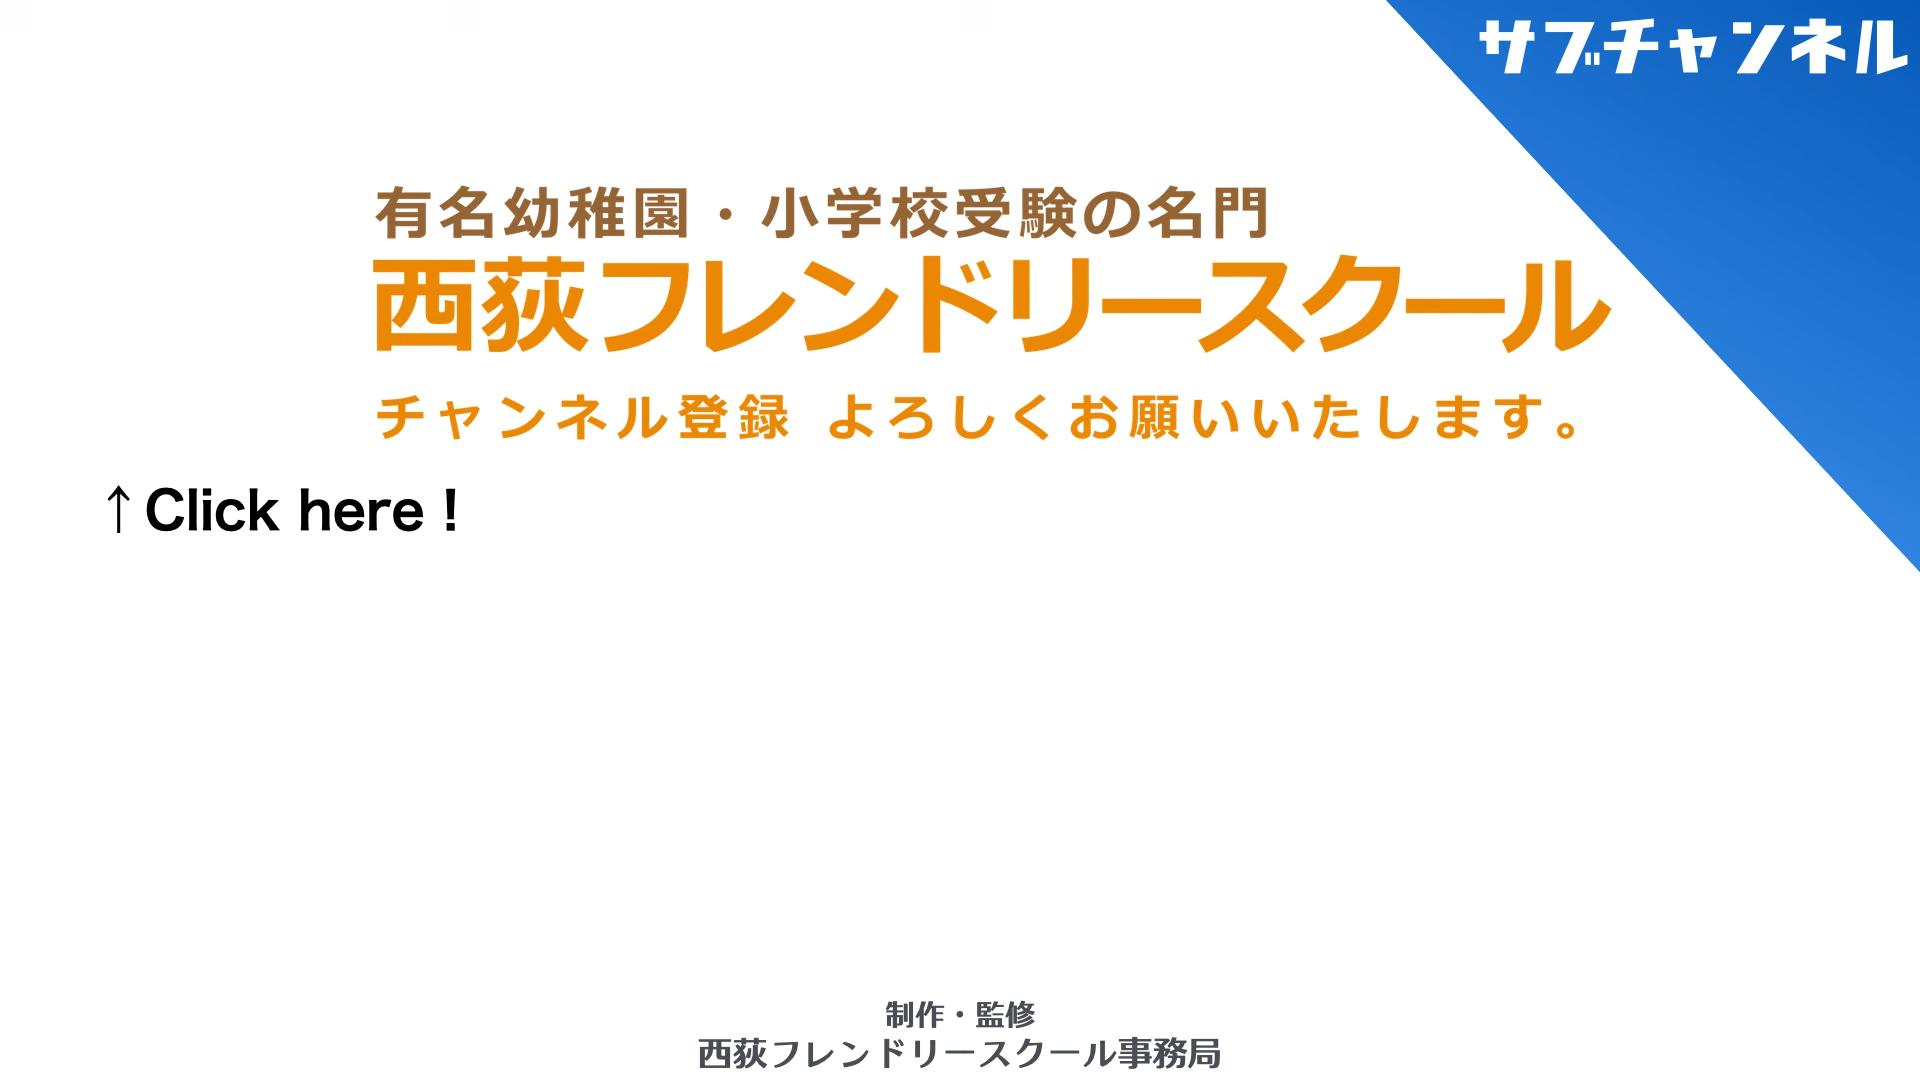 サブチャンネル
有名幼稚園・小学校受験の名門
西荻フレンドリースクール
チャンネル登録 よろしくお願いいたします。
↑Click here !
制作・監修
西荻フレンドリースクール事務局